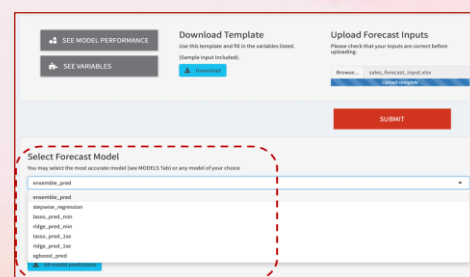 SEE MODEL PERFORMANCE
SEE VARIABLES
Download Template
Use this template and fill in the variables listed.
(Sample input included).
Download
Upload Forecast Inputs
Please check that your inputs are correct before
uploading.
Browse... sales_forecast_input.xlsx
Upload complete
SUBMIT
Select Forecast Model
You may select the most accurate model (see MODELS Tab) or any model of your choice
ensemble_pred
ensemble_pred
stepwise_regression
lasso_pred_min
ridge_pred_min
lasso_pred_1se
ridge_pred_1se
xgboost_pred
All model predictions